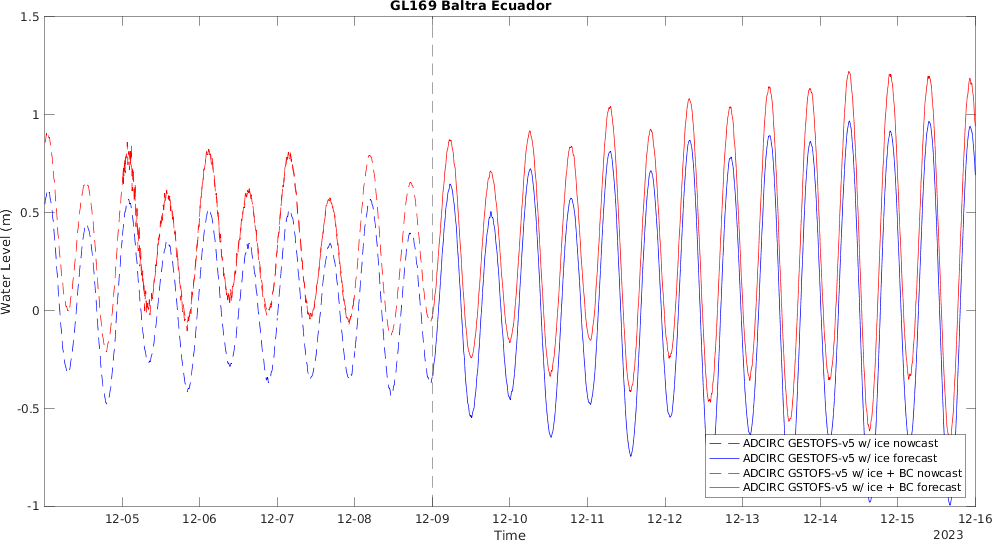 GL169 Baltra Ecuador
1.5
1
0.5
0
-0.5
-1
Water Level (m)
ADCIRC GESTOFS-v5 w/ ice nowcast
ADCIRC GESTOFS-v5 w/ ice forecast
ADCIRC GSTOFS-v5 w/ ice + BC nowcast
ADCIRC GSTOFS-v5 w/ ice + BC forecast
12-05 12-06 12-07 12-08 12-09 12-10 12-11 12-12 12-13 12-14 12-15 12-16
Time
2023